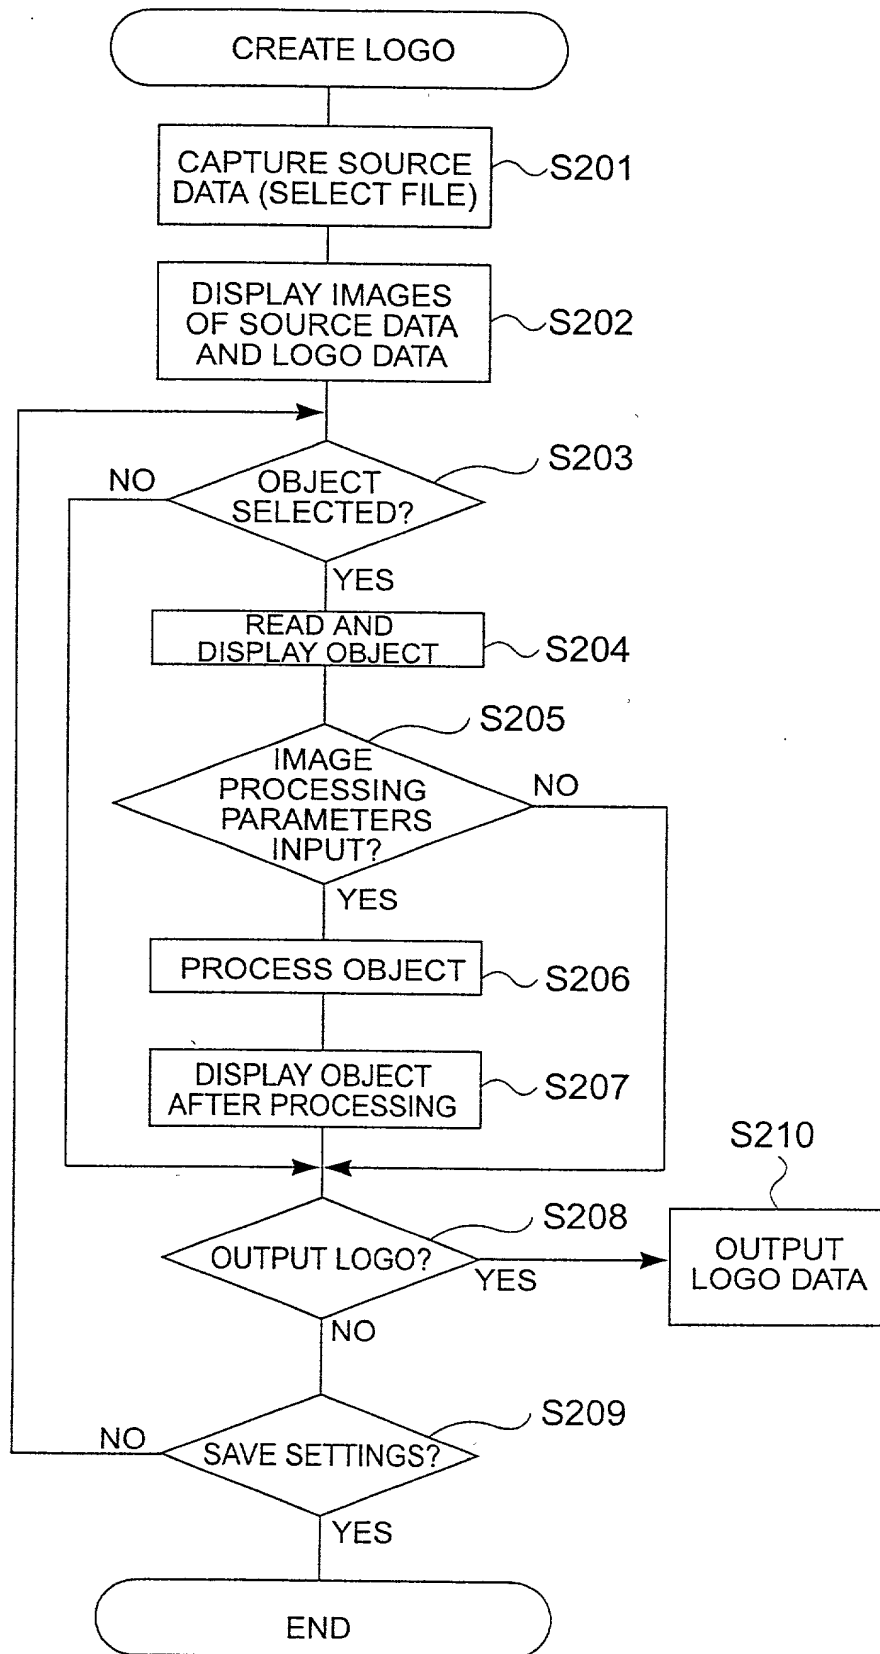 CREATE LOGO
CAPTURE SOURCE
DATA (SELECT FILE)
S201
DISPLAY IMAGES
OF SOURCE DATA
AND LOGO DATA
S202
OBJECT
SELECTED?
S203
NO
YES
READ AND
DISPLAY OBJECT
S204
S205
IMAGE
PROCESSING
PARAMETERS
INPUT?
NO
YES
PROCESS OBJECT
S206
DISPLAY OBJECT
AFTER PROCESSING
S207
S210
S208
OUTPUT LOGO?
YES
OUTPUT
LOGO DATA
NO
S209
NO
SAVE SETTINGS?
YES
END